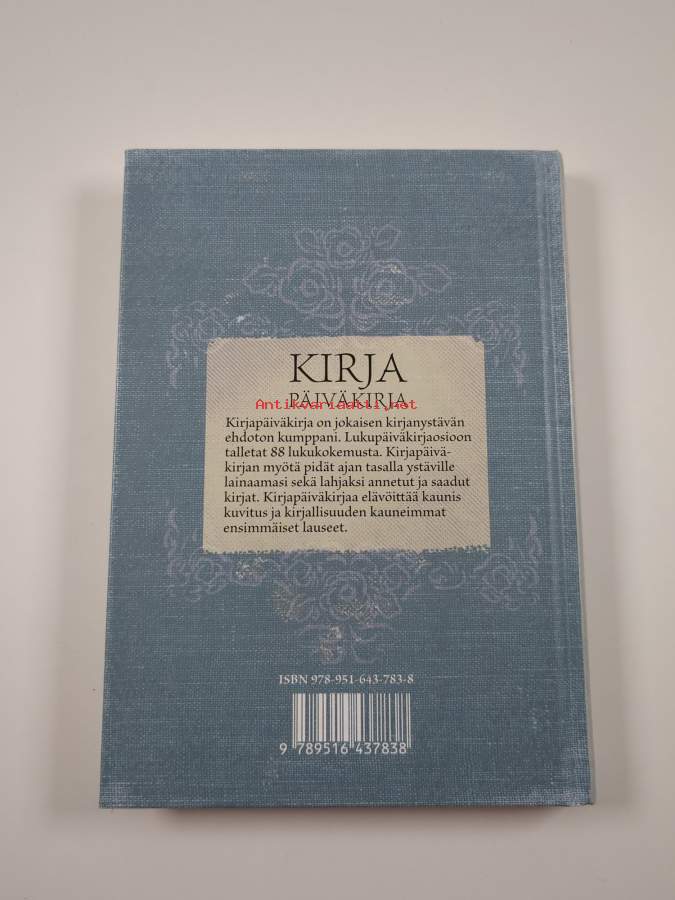 KIRJA
PÄIVÄKIRJA
Antikvariaatti.net
Kirjapäiväkirja on jokaisen kirjanystävän
ehdoton kumppani. Lukupäiväkirjaosioon
talletat 88 lukukokemusta. Kirjapäivä-
kirjan myötä pidät ajan tasalla ystäville
lainaamasi sekä lahjaksi annetut ja saadut
kirjat. Kirjapäiväkirjaa elävöittää kaunis
kuvitus ja kirjallisuuden kauneimmat
ensimmäiset lauseet.
ISBN 978-951-643-783-8
9 789516 437838